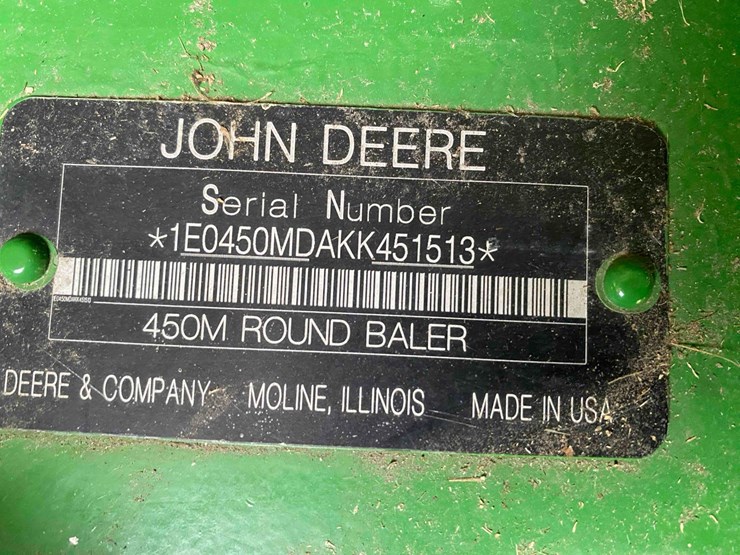 JOHN DEERE
Serial Number
*1E0450MDAKK451513*
450M ROUND BALER
DEERE & COMPANY MOLINE, ILLINOIS MADE IN USA